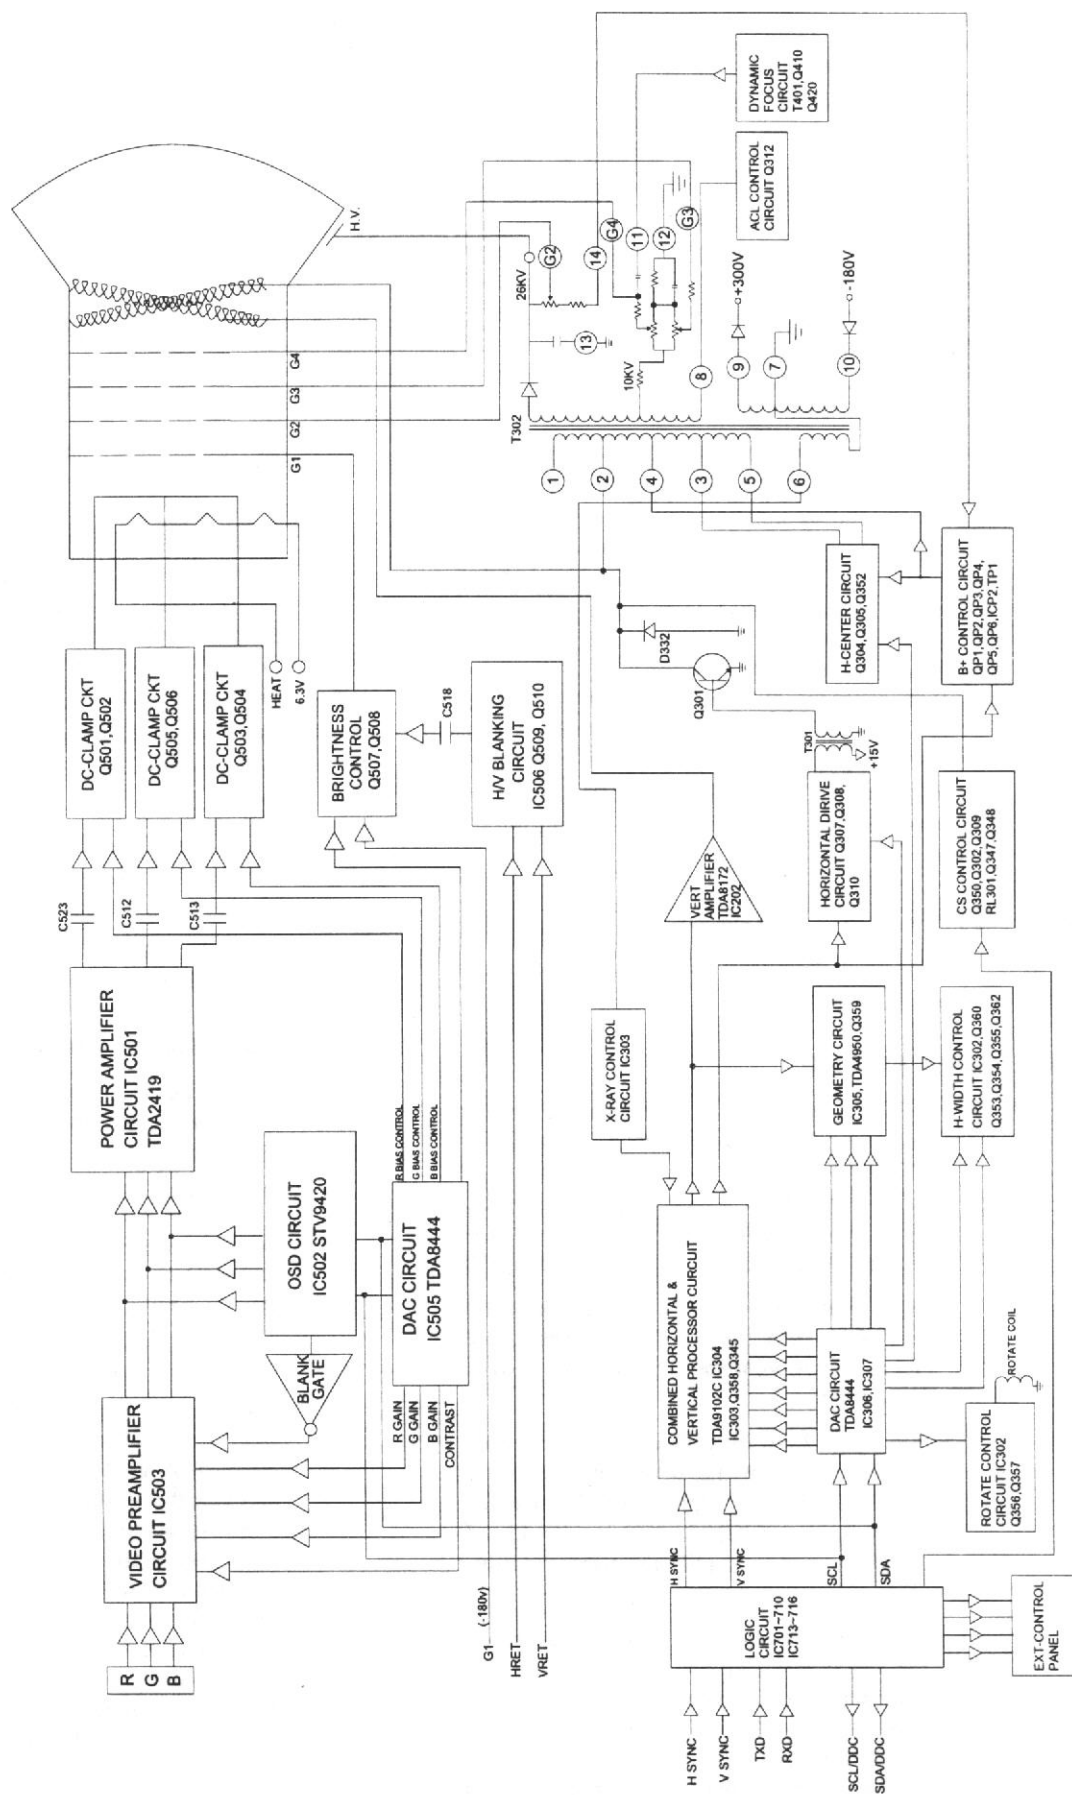 R
G
B
VIDEO PREAMPLIFIER
CIRCUIT IC503
POWER AMPLIFIER
CIRCUIT IC501
TDA2419
C523
C512
C513
DC-CLAMP CKT
Q501,Q502
DC-CLAMP CKT
Q505,Q506
DC-CLAMP CKT
Q503,Q504
HEAT
6.3V
G1
G2
G3
G4
H.V.
BLANK
GATE
OSD CIRCUIT
IC502 STV9420
R GAIN
G GAIN
B GAIN
CONTRAST
DAC CIRCUIT
IC505 TDA8444
R BIAS CONTROL
G BIAS CONTROL
B BIAS CONTROL
BRIGHTNESS
CONTROL
Q507,Q508
C518
H/V BLANKING
CIRCUIT
IC506 Q509, Q510
G1 (-180v)
HRET
VRET
T302
26KV
G2
13
14
10KV
G4
11
12
G3
8
9
+300V
7
10
-180V
1
2
4
3
5
6
DYNAMIC
FOCUS
CIRCUIT
T401,Q410
Q420
ACL CONTROL
CIRCUIT Q312
X-RAY CONTROL
CIRCUIT IC303
VERT
AMPLIFIER
TDA8172
IC202
D332
Q301
T301
+15V
HORIZONTAL DIRIVE
CIRCUIT Q307,Q308,
Q310
H-CENTER CIRCUIT
Q304,Q305,Q352
B+ CONTROL CIRCUIT
QP1,QP2,QP3,QP4,
QP5,QP6,ICP2,TP1
CS CONTROL CIRCUIT
Q350,Q302,Q309
RL301,Q347,Q348
COMBINED HORIZONTAL &
VERTICAL PROCESSOR CURCUIT
TDA9102C IC304
IC303,Q358,Q345
GEOMETRY CIRCUIT
IC305,TDA4950,Q359
H-WIDTH CONTROL
CIRCUIT IC302,Q360
Q353,Q354,Q355,Q362
DAC CIRCUIT
TDA8444
IC306,IC307
ROTATE CONTROL
CIRCUIT IC302
Q356,Q357
ROTATE COIL
H SYNC
V SYNC
SCL
SDA
H SYNC
V SYNC
TXD
RXD
SCL/DDC
SDA/DDC
LOGIC
CIRCUIT
IC701~710
IC713~716
EXT-CONTROL
PANEL